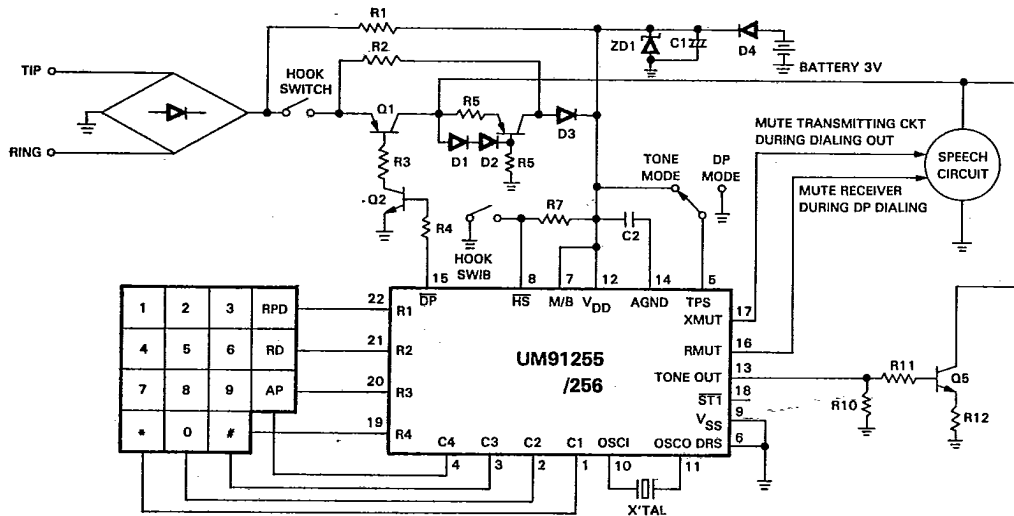 R1
R2
TIP
RING
HOOK
SWITCH
Q1
R5
D1
D2
R5
D3
R3
Q2
R4
ZD1
C1
D4
BATTERY 3V
MUTE TRANSMITTING CKT
DURING DIALING OUT
SPEECH
CIRCUIT
MUTE RECEIVER
DURING DP DIALING
TONE
MODE
DP
MODE
R7
C2
HOOK
SW/B
15
8
7
12
14
5
DP
HS
M/B
VDD
AGND
TPS
1 2 3 RPD
4 5 6 RD
7 8 9 AP
* 0 #
22
R1
21
R2
20
R3
19
R4
UM91255
/256
XMUT
17
RMUT
16
TONE OUT
13
ST1
18
VSS
9
DRS
6
C4
C3
C2
C1
OSCI
OSCO
4
3
2
1
10
11
X'TAL
R11
Q5
R10
R12